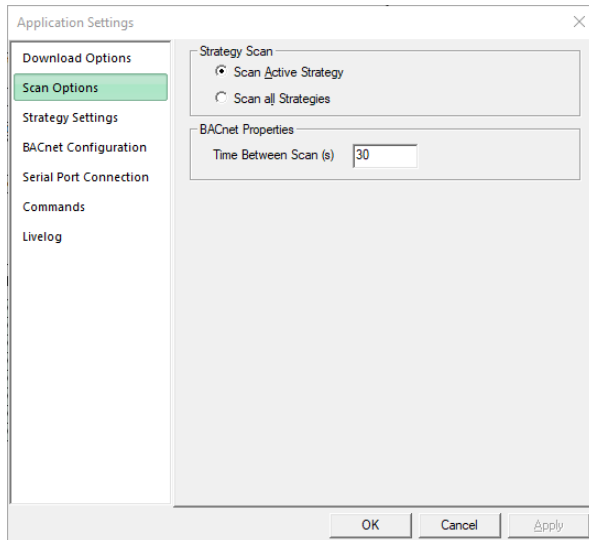 Application Settings
Download Options
Scan Options
Strategy Settings
BACnet Configuration
Serial Port Connection
Commands
Livelog
Strategy Scan
Scan Active Strategy
Scan all Strategies
BACnet Properties
Time Between Scan (s) 30
OK Cancel Apply